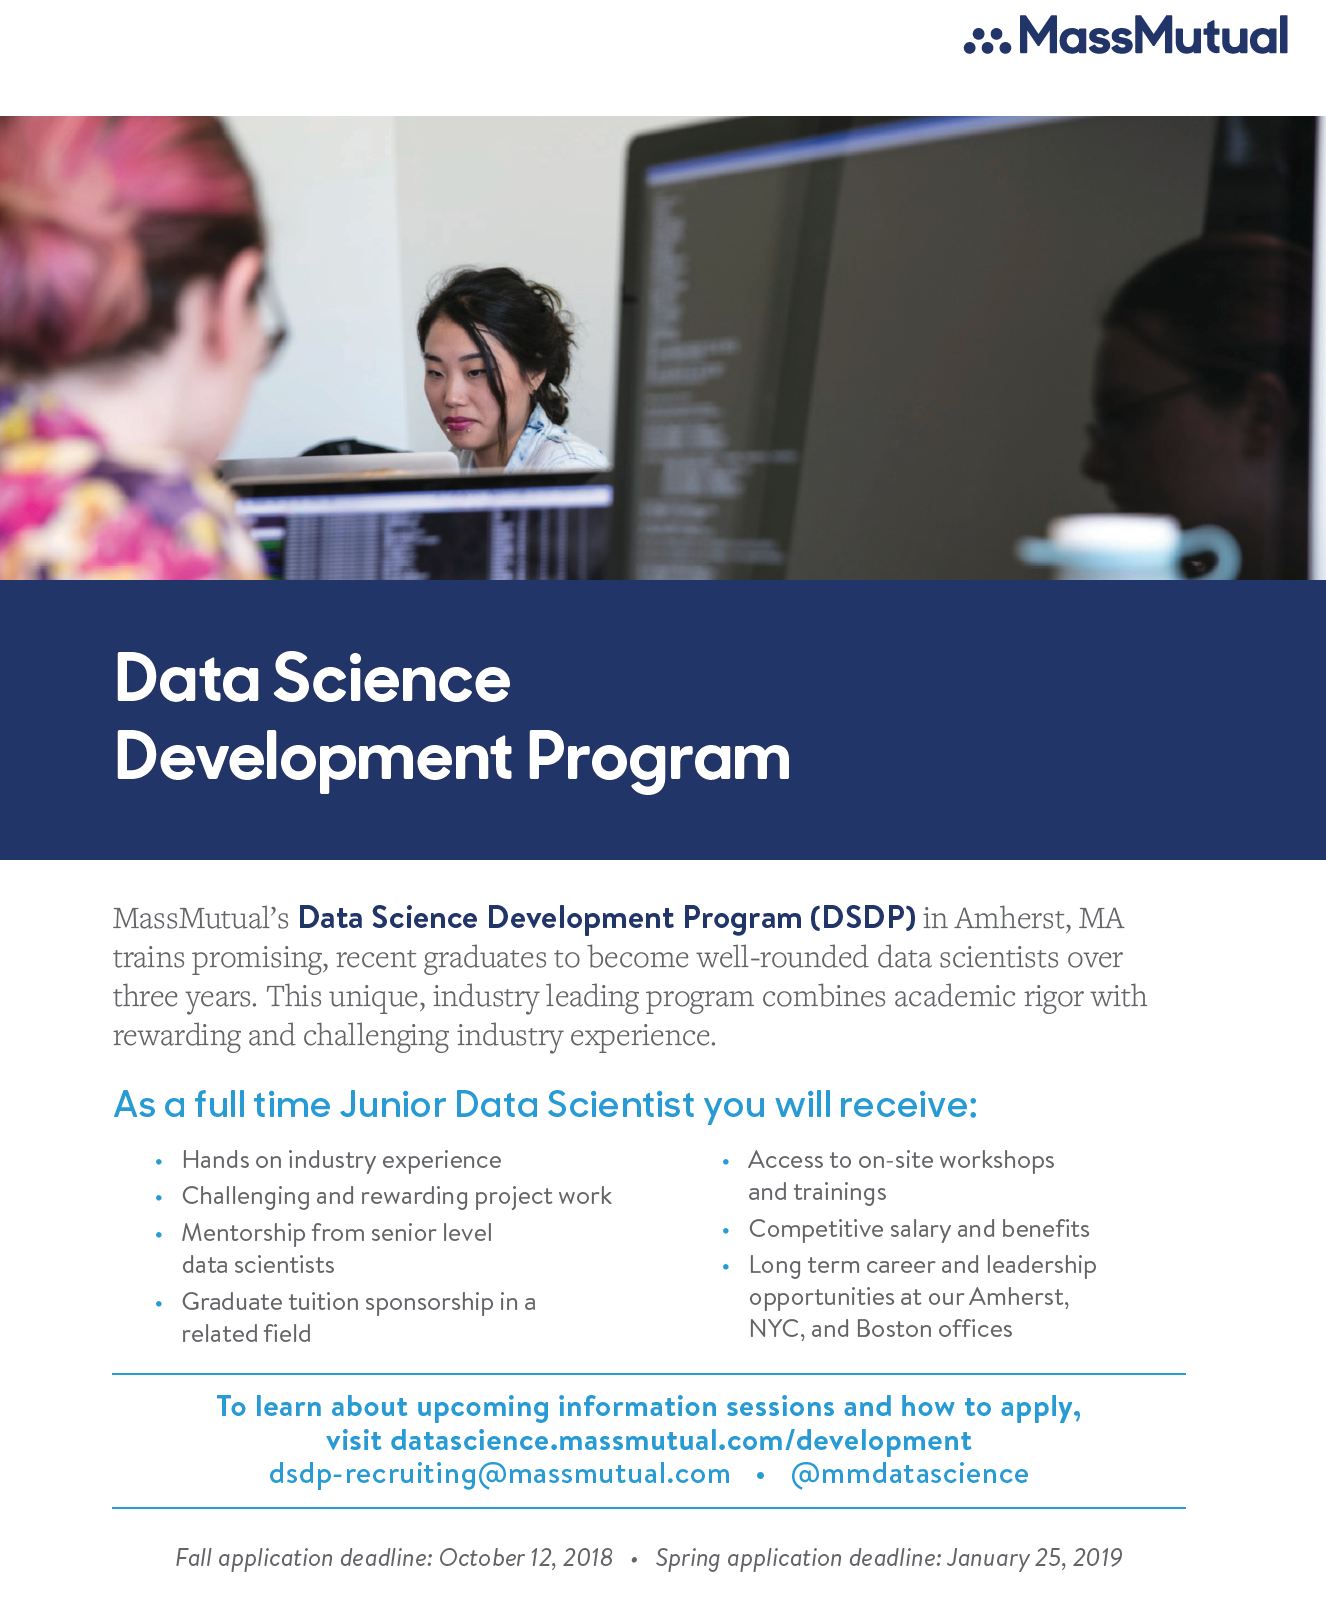 MassMutual
Data Science
Development Program
MassMutual’s Data Science Development Program (DSDP) in Amherst, MA
trains promising, recent graduates to become well-rounded data scientists over
three years. This unique, industry leading program combines academic rigor with
rewarding and challenging industry experience.
As a full time Junior Data Scientist you will receive:
• Hands on industry experience
• Challenging and rewarding project work
• Mentorship from senior level
data scientists
• Graduate tuition sponsorship in a
related field
• Access to on-site workshops
and trainings
• Competitive salary and benefits
• Long term career and leadership
opportunities at our Amherst,
NYC, and Boston offices
To learn about upcoming information sessions and how to apply,
visit datascience.massmutual.com/development
dsdp-recruiting@massmutual.com • @mmdatascience
Fall application deadline: October 12, 2018 • Spring application deadline: January 25, 2019